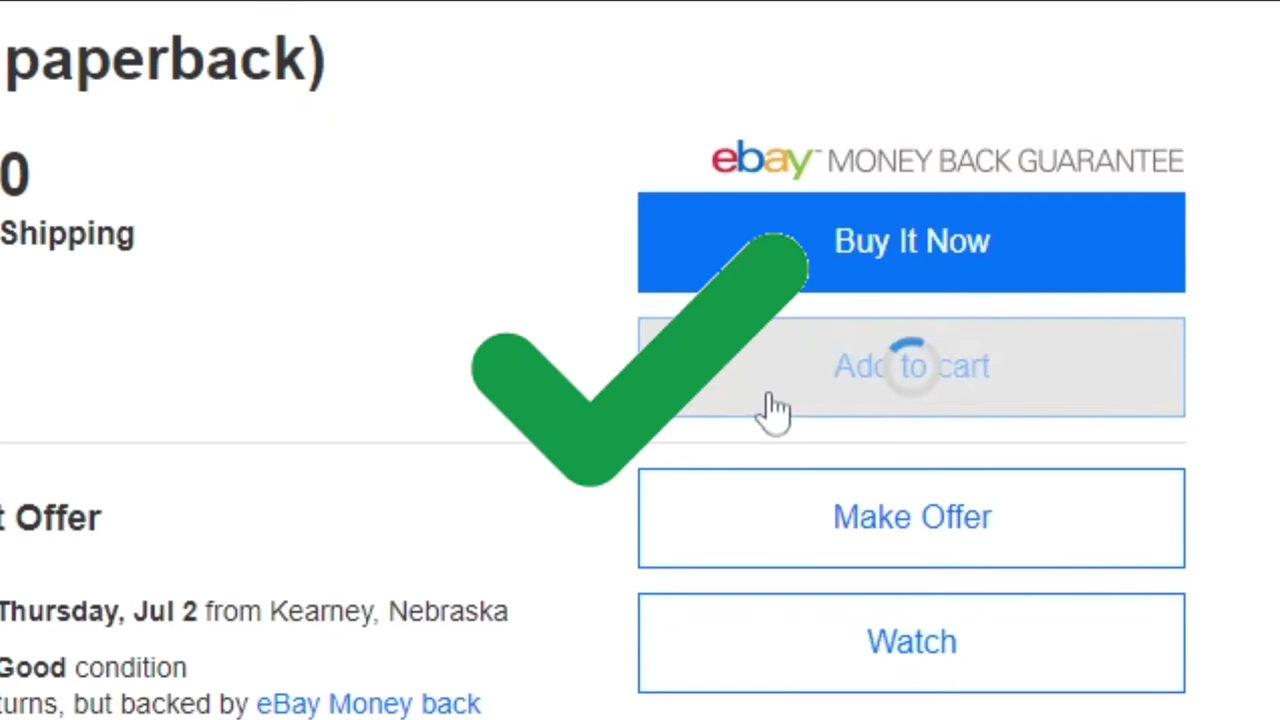 paperback)
0
Shipping
ebay™ MONEY BACK GUARANTEE
Buy It Now
Add to cart
t Offer
Make Offer
Thursday, Jul 2 from Kearney, Nebraska
Watch
Good condition
turns, but backed by eBay Money back